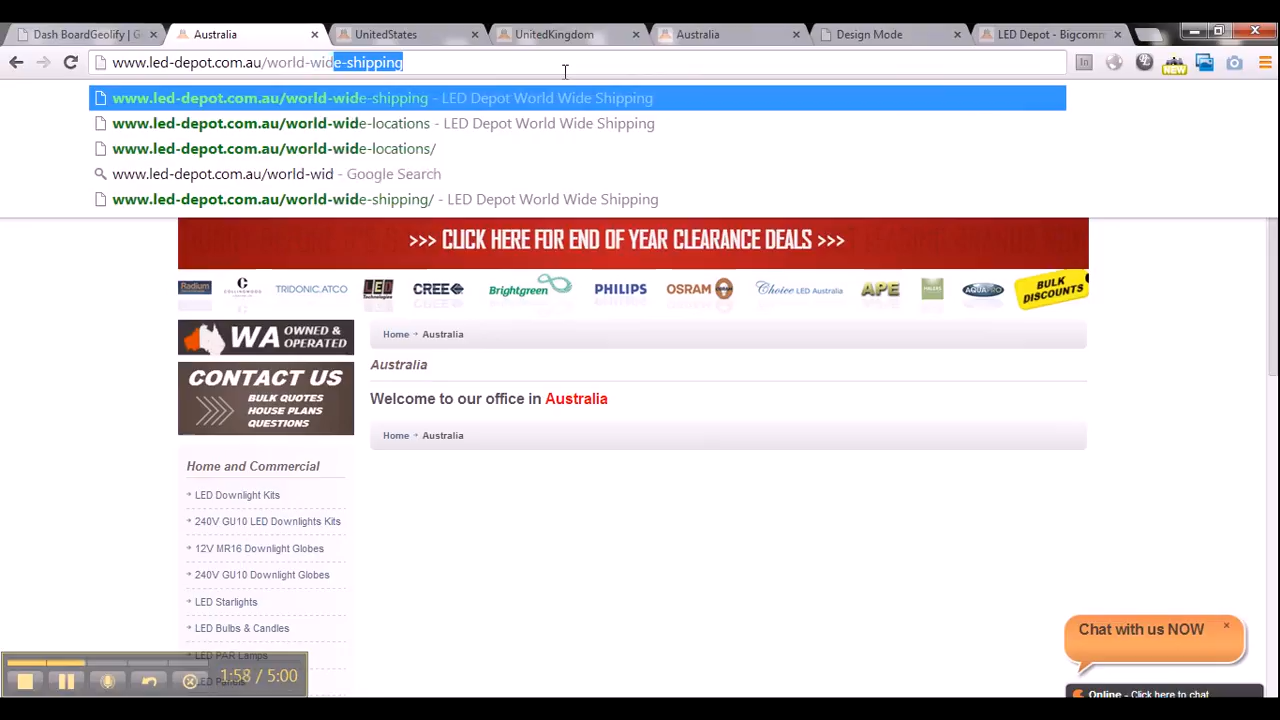 Dash BoardGeolify | G
Australia
UnitedStates
UnitedKingdom
Australia
Design Mode
LED Depot - Bigcomm
www.led-depot.com.au/world-wide-shipping
NEW
www.led-depot.com.au/world-wide-shipping - LED Depot World Wide Shipping
www.led-depot.com.au/world-wide-locations - LED Depot World Wide Shipping
www.led-depot.com.au/world-wide-locations/
www.led-depot.com.au/world-wid - Google Search
www.led-depot.com.au/world-wide-shipping/ - LED Depot World Wide Shipping
>>> CLICK HERE FOR END OF YEAR CLEARANCE DEALS >>>
Radium
TRIDONIC.ATCO
LED
CREE
Brightgreen
PHILIPS
OSRAM
Choice LED Australia
APE
AQUAPRO
BULK DISCOUNTS
WA OWNED & OPERATED
Home Australia
CONTACT US
BULK QUOTES
HOUSE PLANS
QUESTIONS
Australia
Welcome to our office in Australia
Home Australia
Home and Commercial
LED Downlight Kits
240V GU10 LED Downlights Kits
12V MR16 Downlight Globes
240V GU10 Downlight Globes
LED Starlights
LED Bulbs & Candles
LED PAR Lamps
LED Panels
1:58 / 5:00
Chat with us NOW
Online - Click here to chat